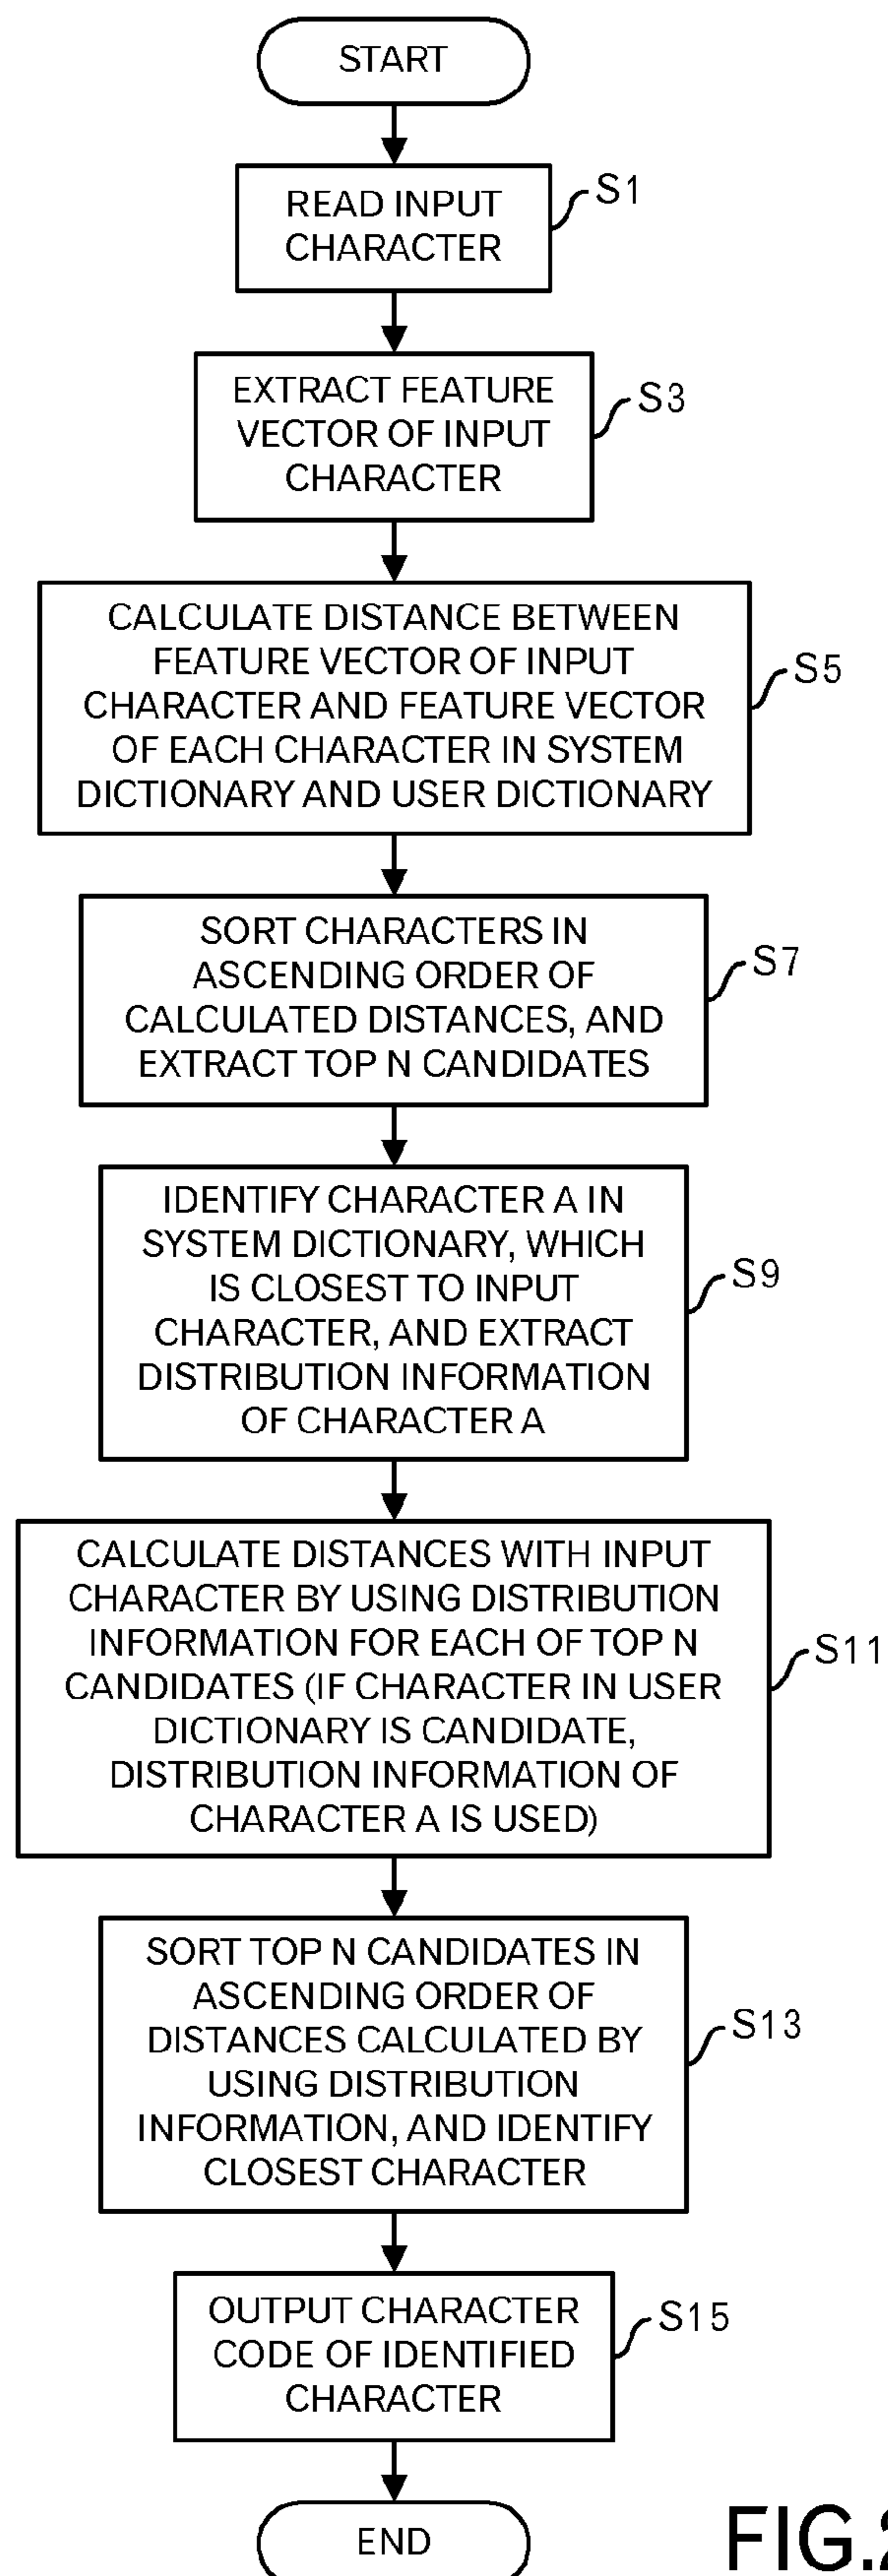 START
READ INPUT
CHARACTER
S1
EXTRACT FEATURE
VECTOR OF INPUT
CHARACTER
S3
CALCULATE DISTANCE BETWEEN
FEATURE VECTOR OF INPUT
CHARACTER AND FEATURE VECTOR
OF EACH CHARACTER IN SYSTEM
DICTIONARY AND USER DICTIONARY
S5
SORT CHARACTERS IN
ASCENDING ORDER OF
CALCULATED DISTANCES, AND
EXTRACT TOP N CANDIDATES
S7
IDENTIFY CHARACTER A IN
SYSTEM DICTIONARY, WHICH
IS CLOSEST TO INPUT
CHARACTER, AND EXTRACT
DISTRIBUTION INFORMATION
OF CHARACTER A
S9
CALCULATE DISTANCES WITH INPUT
CHARACTER BY USING DISTRIBUTION
INFORMATION FOR EACH OF TOP N
CANDIDATES (IF CHARACTER IN USER
DICTIONARY IS CANDIDATE,
DISTRIBUTION INFORMATION OF
CHARACTER A IS USED)
S11
SORT TOP N CANDIDATES IN
ASCENDING ORDER OF
DISTANCES CALCULATED BY
USING DISTRIBUTION
INFORMATION, AND IDENTIFY
CLOSEST CHARACTER
S13
OUTPUT CHARACTER
CODE OF IDENTIFIED
CHARACTER
S15
END
FIG.2